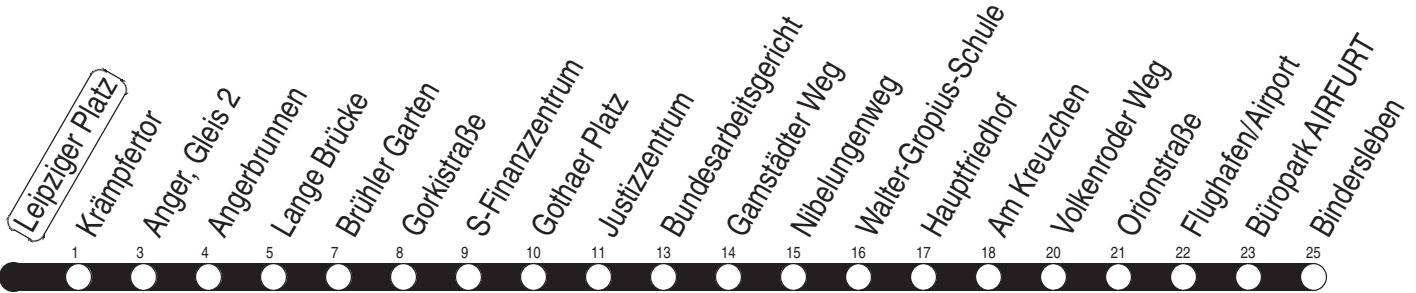 Leipziger Platz
Krämpfertor
Anger, Gleis 2
Angerbrunnen
Lange Brücke
Brühler Garten
Gorkistraße
S-Finanzzentrum
Gothaer Platz
Justizzentrum
Bundesarbeitsgericht
Gamstädter Weg
Nibelungenweg
Walter-Gropius-Schule
Hauptfriedhof
Am Kreuzchen
Volkenroder Weg
Orionstraße
Flughafen/Airport
Büropark AIRFURT
Bindersleben
1 3 4 5 7 8 9 10 11 13 14 15 16 17 18 20 21 22 23 25